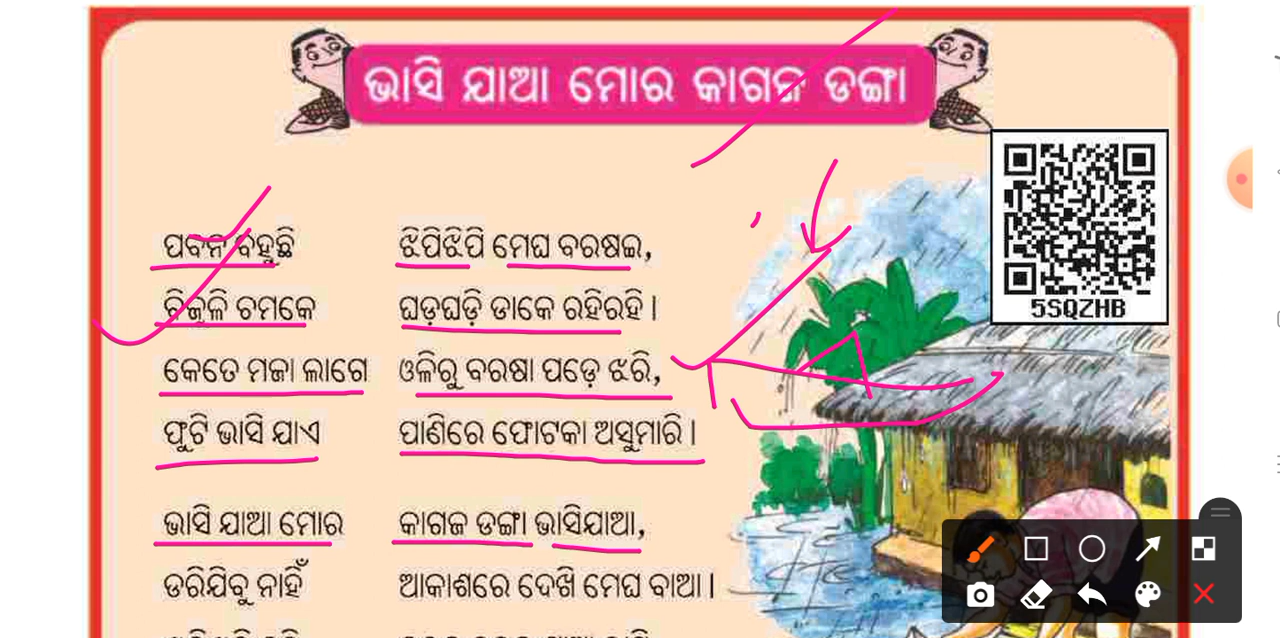 ଭାସି ଯାଆ ମୋର କାଗଜ ଡଙ୍ଗା
5SQZHB
ପବନ ବହୁଛି ଝିପିଝିପି ମେଘ ବରଷଇ,
ବିଜୁଳି ଚମକେ ଘଡ଼ଘଡ଼ି ଡାକେ ରହିରହି ।
କେତେ ମଜା ଲାଗେ ଓଳିରୁ ବରଷା ପଡ଼େ ଝରି,
ଫୁଟି ଭାସି ଯାଏ ପାଣିରେ ଫୋଟକା ଅସୁମାରି ।
ଭାସି ଯାଆ ମୋର କାଗଜ ଡଙ୍ଗା ଭାସିଯାଆ,
ଡରିଯିବୁ ନାହିଁ ଆକାଶରେ ଦେଖି ମେଘ ବାଆ ।